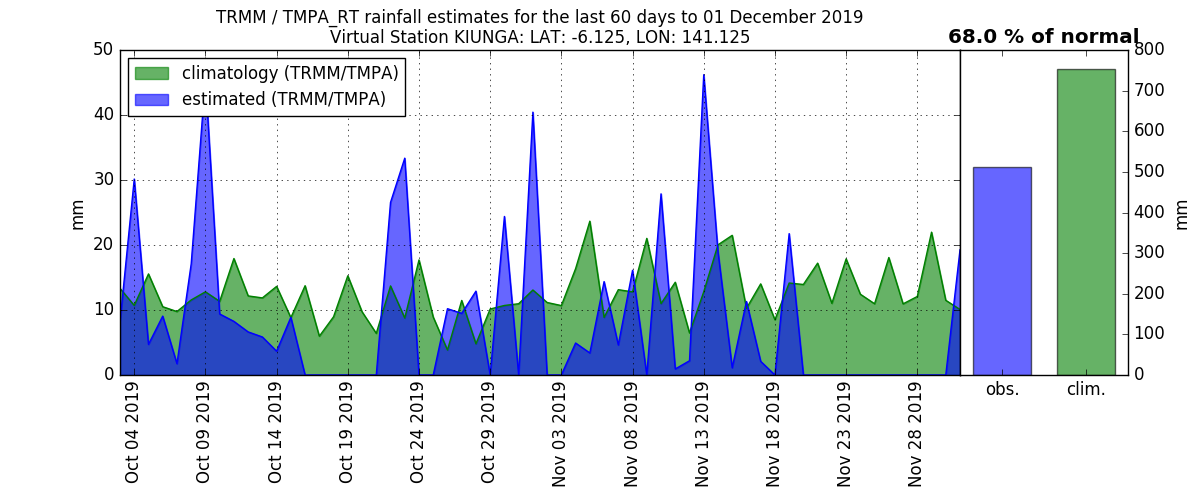 TRMM / TMPA_RT rainfall estimates for the last 60 days to 01 December 2019
Virtual Station KIUNGA: LAT: -6.125, LON: 141.125
68.0 % of normal
climatology (TRMM/TMPA)
estimated (TRMM/TMPA)
50
40
30
20
10
0
mm
Oct 04 2019
Oct 09 2019
Oct 14 2019
Oct 19 2019
Oct 24 2019
Oct 29 2019
Nov 03 2019
Nov 08 2019
Nov 13 2019
Nov 18 2019
Nov 23 2019
Nov 28 2019
800
700
600
500
400
300
200
100
0
mm
obs.
clim.